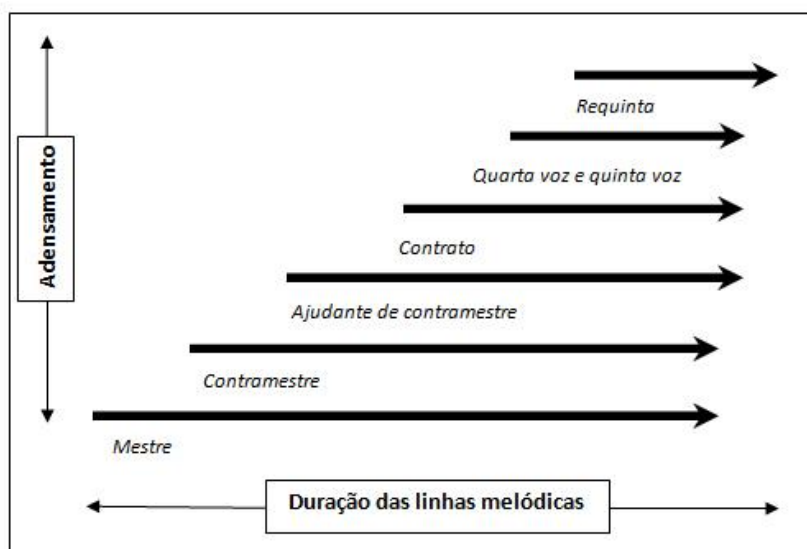 Requinta
Quarta voz e quinta voz
Contrato
Ajudante de contramestre
Contramestre
Mestre
Adensamento
Duração das linhas melódicas